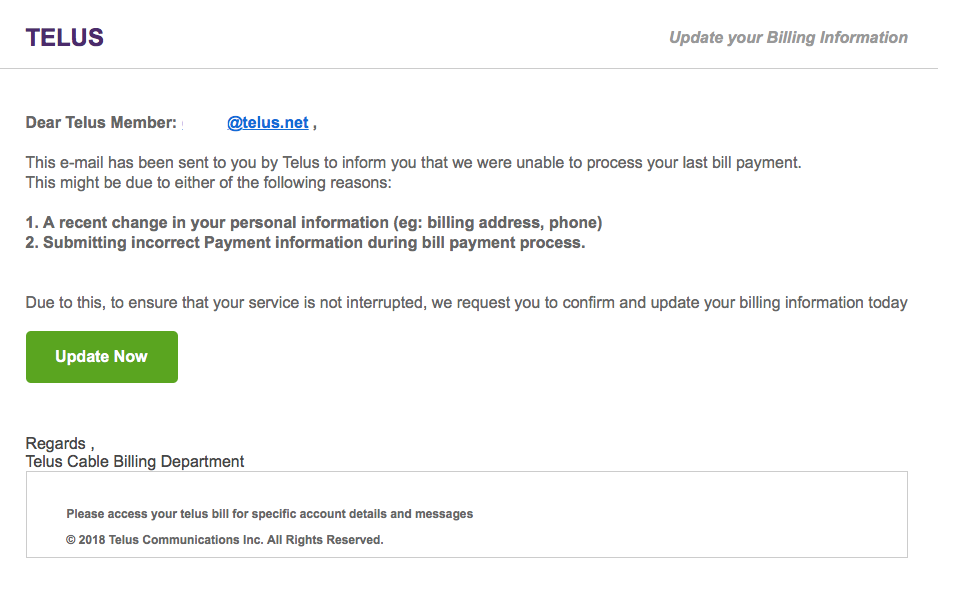 TELUS
Update your Billing Information
Dear Telus Member: @telus.net ,
This e-mail has been sent to you by Telus to inform you that we were unable to process your last bill payment.
This might be due to either of the following reasons:
1. A recent change in your personal information (eg: billing address, phone)
2. Submitting incorrect Payment information during bill payment process.
Due to this, to ensure that your service is not interrupted, we request you to confirm and update your billing information today
Update Now
Regards ,
Telus Cable Billing Department
Please access your telus bill for specific account details and messages
© 2018 Telus Communications Inc. All Rights Reserved.